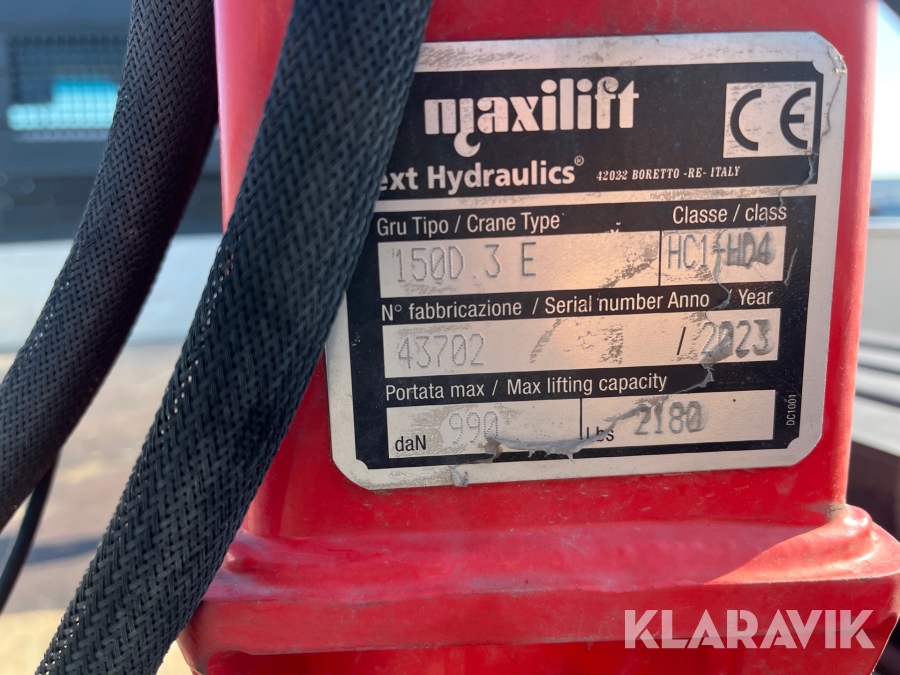 maxilift
CE
ext Hydraulics® 42022 BORETTO -RE- ITALY
Gru Tipo / Crane Type Classe / class
150D.3 E HC1-HD4
N° fabbricazione / Serial number Anno / Year
43702 / 2023
Portata max / Max lifting capacity
daN 990 Lbs 2180
DC1001
KLARAVIK